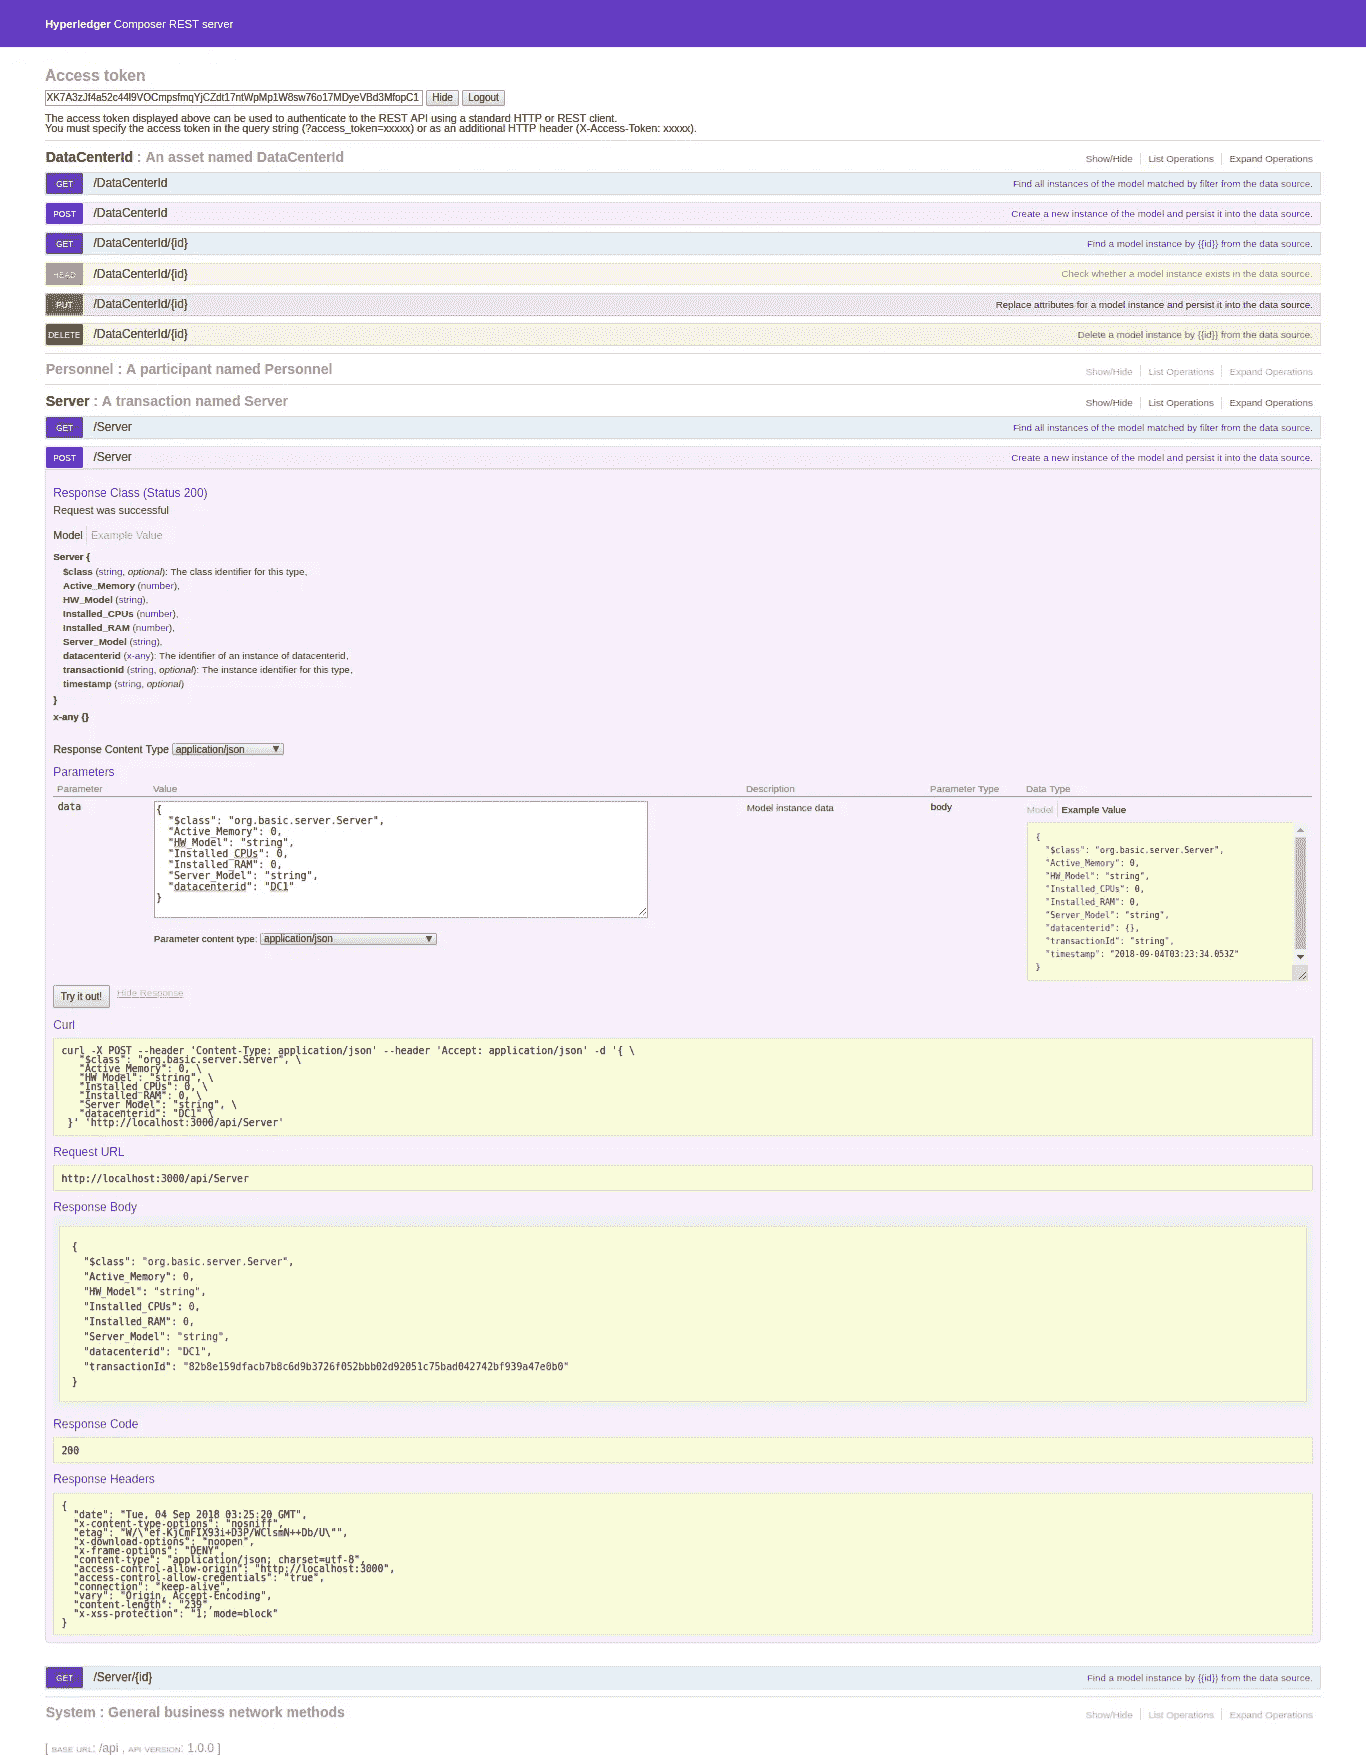 Hyperledger Composer REST server
Access token
XK7A3zJf4a52c44l9VOCmpsfmqYjCZdt17ntWpMp1W8sw76o17MDyeVBd3MfopC1 Hide Logout
The access token displayed above can be used to authenticate to the REST API using a standard HTTP or REST client.
You must specify the access token in the query string (?access_token=xxxxx) or as an additional HTTP header (X-Access-Token: xxxxx).
DataCenterId : An asset named DataCenterId Show/Hide List Operations Expand Operations
GET /DataCenterId Find all instances of the model matched by filter from the data source.
POST /DataCenterId Create a new instance of the model and persist it into the data source.
GET /DataCenterId/{id} Find a model instance by {{id}} from the data source.
HEAD /DataCenterId/{id} Check whether a model instance exists in the data source.
PUT /DataCenterId/{id} Replace attributes for a model instance and persist it into the data source.
DELETE /DataCenterId/{id} Delete a model instance by {{id}} from the data source.
Personnel : A participant named Personnel Show/Hide List Operations Expand Operations
Server : A transaction named Server Show/Hide List Operations Expand Operations
GET /Server Find all instances of the model matched by filter from the data source.
POST /Server Create a new instance of the model and persist it into the data source.
Response Class (Status 200)
Request was successful
Model Example Value
Server {
$class (string, optional): The class identifier for this type,
Active_Memory (number),
HW_Model (string),
Installed_CPUs (number),
Installed_RAM (number),
Server_Model (string),
datacenterid (x-any): The identifier of an instance of datacenterid,
transactionId (string, optional): The instance identifier for this type,
timestamp (string, optional)
}
x-any {}
Response Content Type application/json
Parameters
Parameter Value Description Parameter Type Data Type
data
{
"$class": "org.basic.server.Server",
"Active_Memory": 0,
"HW_Model": "string",
"Installed_CPUs": 0,
"Installed_RAM": 0,
"Server_Model": "string",
"datacenterid": "DC1"
}
Parameter content type: application/json
Model instance data
body
Model Example Value
{
"$class": "org.basic.server.Server",
"Active_Memory": 0,
"HW_Model": "string",
"Installed_CPUs": 0,
"Installed_RAM": 0,
"Server_Model": "string",
"datacenterid": {},
"transactionId": "string",
"timestamp": "2018-09-04T03:23:34.053Z"
}
Try it out! Hide Response
Curl
curl -X POST --header 'Content-Type: application/json' --header 'Accept: application/json' -d '{ \
"$class": "org.basic.server.Server", \
"Active_Memory": 0, \
"HW_Model": "string", \
"Installed_CPUs": 0, \
"Installed_RAM": 0, \
"Server_Model": "string", \
"datacenterid": "DC1" \
}' 'http://localhost:3000/api/Server'
Request URL
http://localhost:3000/api/Server
Response Body
{
"$class": "org.basic.server.Server",
"Active_Memory": 0,
"HW_Model": "string",
"Installed_CPUs": 0,
"Installed_RAM": 0,
"Server_Model": "string",
"datacenterid": "DC1",
"transactionId": "82b8e159dfacb7b8c6d9b3726f052bbb02d92051c75bad042742bf939a47e0b0"
}
Response Code
200
Response Headers
{
"date": "Tue, 04 Sep 2018 03:25:20 GMT",
"x-content-type-options": "nosniff",
"etag": "W/\"ef-KjCmFIX93i+D3P/WClsmN++Db/U\"",
"x-download-options": "noopen",
"x-frame-options": "DENY",
"content-type": "application/json; charset=utf-8",
"access-control-allow-origin": "http://localhost:3000",
"access-control-allow-credentials": "true",
"connection": "keep-alive",
"vary": "Origin, Accept-Encoding",
"content-length": "239",
"x-xss-protection": "1; mode=block"
}
GET /Server/{id} Find a model instance by {{id}} from the data source.
System : General business network methods Show/Hide List Operations Expand Operations
[ BASE URL: /api , API VERSION: 1.0.0 ]